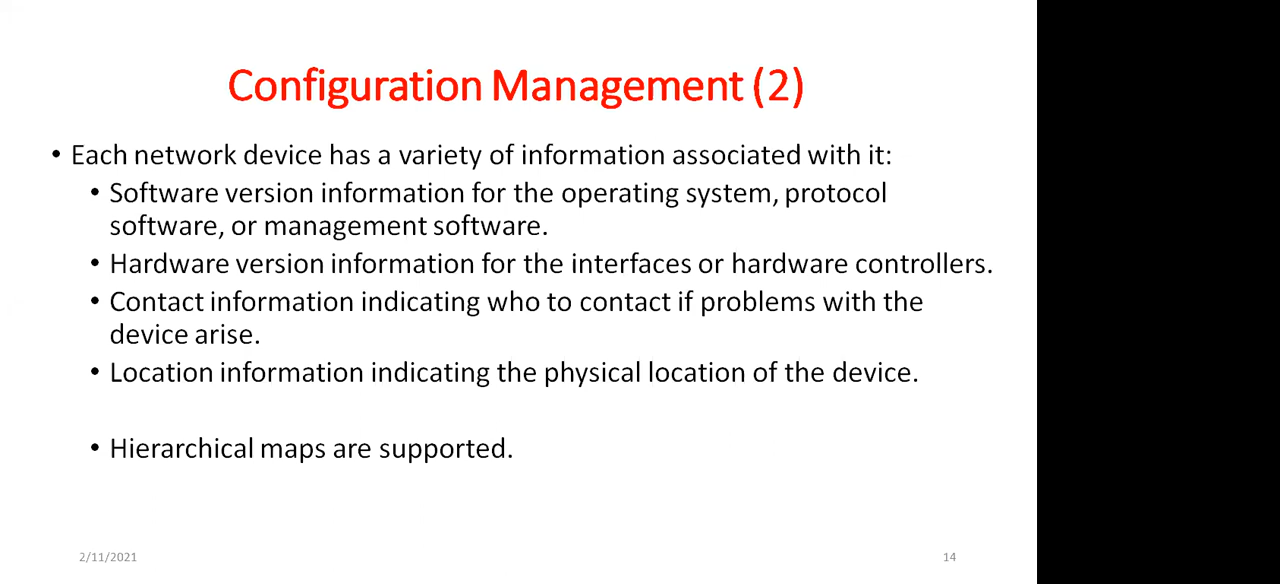 Configuration Management (2)
• Each network device has a variety of information associated with it:
• Software version information for the operating system, protocol
software, or management software.
• Hardware version information for the interfaces or hardware controllers.
• Contact information indicating who to contact if problems with the
device arise.
• Location information indicating the physical location of the device.
• Hierarchical maps are supported.
2/11/2021
14